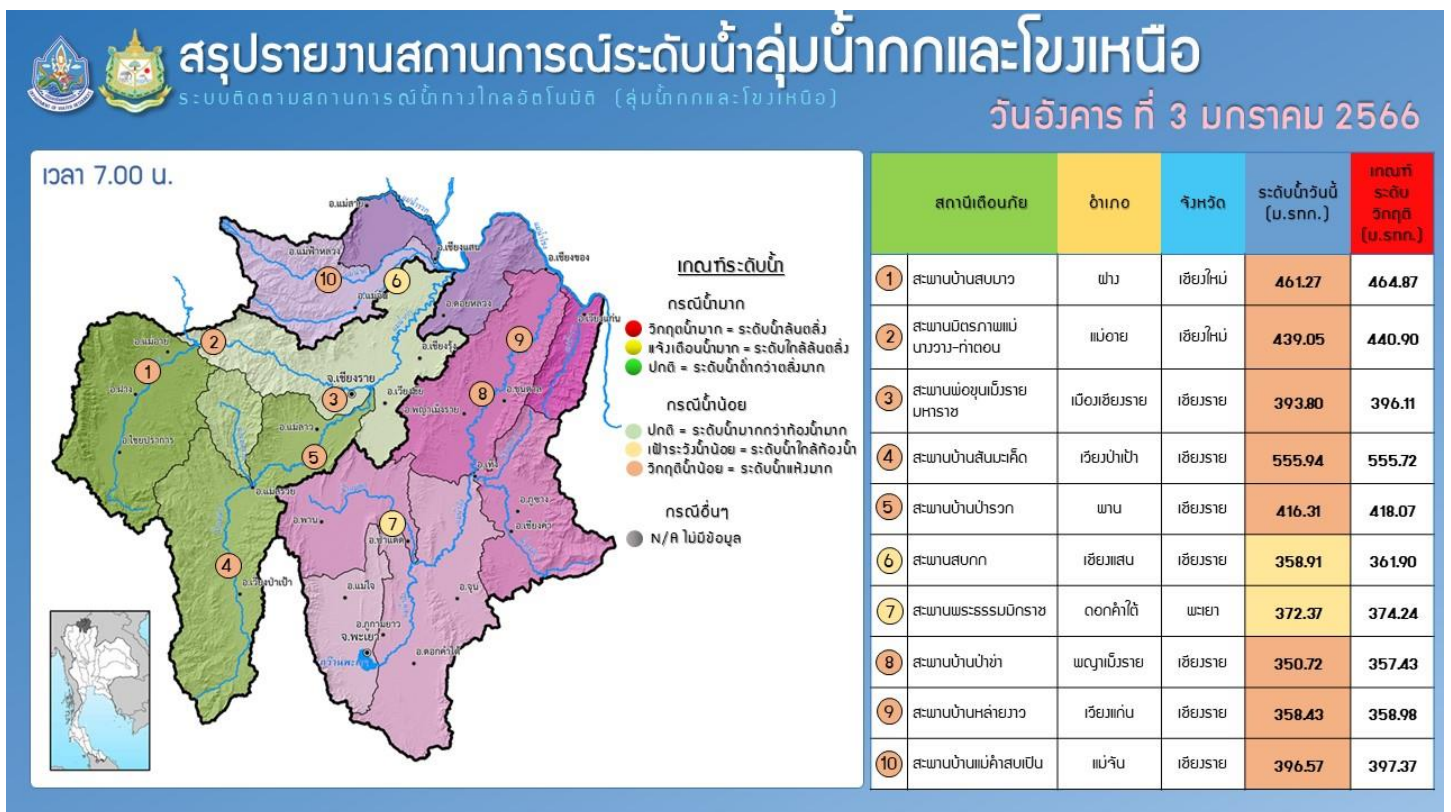 สรุปรายงานสถานการณ์ระดับน้ำลุ่มน้ำกกและโขงเหนือ
ระบบติดตามสถานการณ์น้ำทางไกลอัตโนมัติ (ลุ่มน้ำกกและโขงเหนือ)
วันอังคาร ที่ 3 มกราคม 2566
เวลา 7.00 น.
อ.แม่สาย
อ.แม่ฟ้าหลวง
อ.เชียงแสน
อ.เชียงของ
10
6
อ.ดอยหลวง
อ.เวียงแก่น
2
9
อ.แม่อาย
อ.เชียงรุ้ง
1
จ.เชียงราย
อ.ฝาง
3
8
อ.ขุนตาล
อ.พญาเม็งราย
อ.แม่ลาว
อ.ไชยปราการ
5
อ.เทิง
อ.แม่สรวย
อ.ภูซาง
อ.พาน
7
อ.เชียงคำ
อ.ป่าแดด
4
อ.เวียงป่าเป้า
อ.แม่ใจ
อ.จุน
อ.ภูกามยาว
จ.พะเยา
กว๊านพะเยา
อ.ดอกคำใต้
เกณฑ์ระดับน้ำ
กรณีน้ำมาก
วิกฤตน้ำมาก = ระดับน้ำล้นตลิ่ง
แจ้งเตือนน้ำมาก = ระดับใกล้ล้นตลิ่ง
ปกติ = ระดับน้ำต่ำกว่าตลิ่งมาก
กรณีน้ำน้อย
ปกติ = ระดับน้ำมากกว่าท้องน้ำมาก
เฝ้าระวังน้ำน้อย = ระดับน้ำใกล้ท้องน้ำ
วิกฤติน้ำน้อย = ระดับน้ำแห้งมาก
กรณีอื่นๆ
N/A ไม่มีข้อมูล
สถานีเตือนภัย อำเภอ จังหวัด ระดับน้ำวันนี้ (ม.รทก.) เกณฑ์ระดับวิกฤติ (ม.รทก.)
1 สะพานบ้านสบมาว ฝาง เชียงใหม่ 461.27 464.87
2 สะพานมิตรภาพแม่นางวาง-ท่าตอน แม่อาย เชียงใหม่ 439.05 440.90
3 สะพานพ่อขุนเม็งรายมหาราช เมืองเชียงราย เชียงราย 393.80 396.11
4 สะพานบ้านสันมะเค็ด เวียงป่าเป้า เชียงราย 555.94 555.72
5 สะพานบ้านป่ารวก พาน เชียงราย 416.31 418.07
6 สะพานสบกก เชียงแสน เชียงราย 358.91 361.90
7 สะพานพระธรรมมิกราช ดอกคำใต้ พะเยา 372.37 374.24
8 สะพานบ้านป่าข่า พญาเม็งราย เชียงราย 350.72 357.43
9 สะพานบ้านหล่ายงาว เวียงแก่น เชียงราย 358.43 358.98
10 สะพานบ้านแม่คำสบเปิน แม่จัน เชียงราย 396.57 397.37